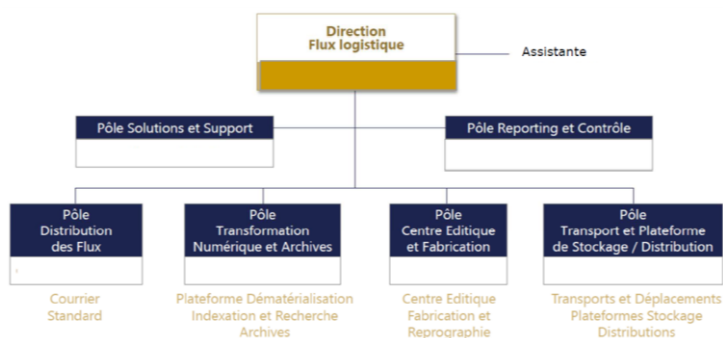 Direction
Flux logistique
Assistante
Pôle Solutions et Support
Pôle Reporting et Contrôle
Pôle
Distribution
des Flux
Pôle
Transformation
Numérique et Archives
Pôle
Centre Editique
et Fabrication
Pôle
Transport et Plateforme
de Stockage / Distribution
Courrier
Standard
Plateforme Dématérialisation
Indexation et Recherche
Archives
Centre Editique
Fabrication et
Reprographie
Transports et Déplacements
Plateformes Stockage
Distributions